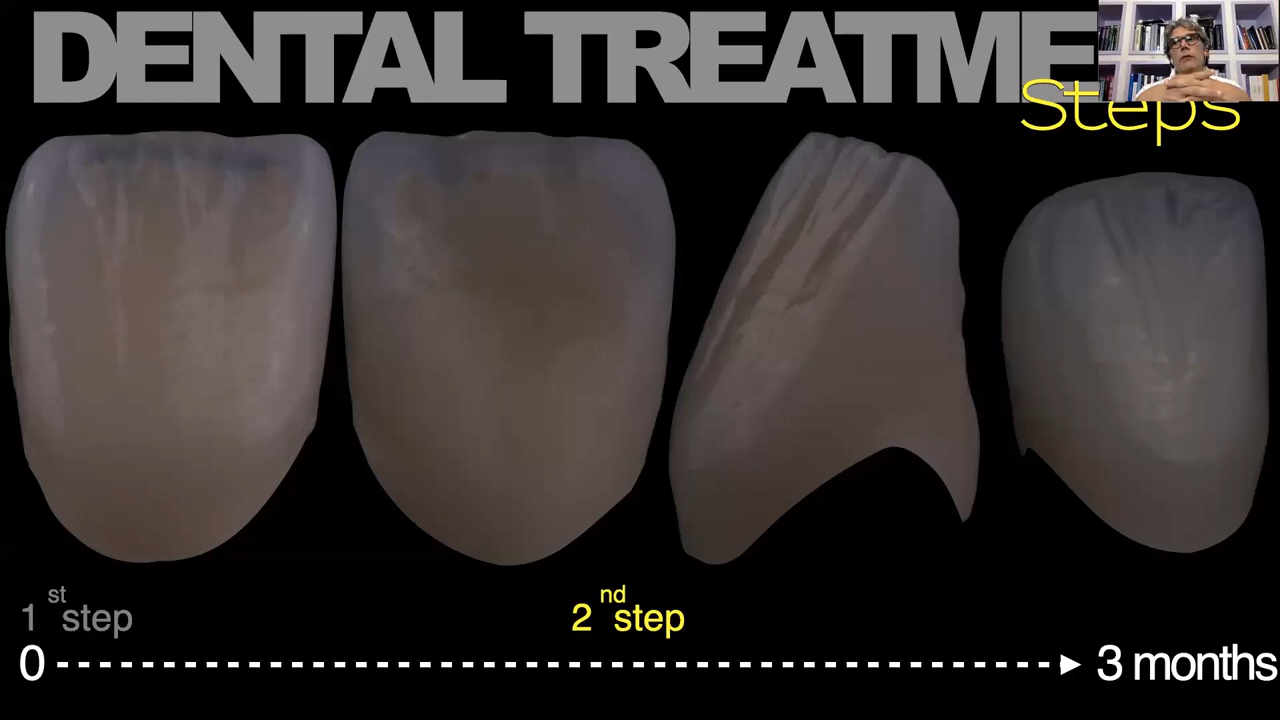 DENTAL TREATME
Steps
1st step
2nd step
0
3 months